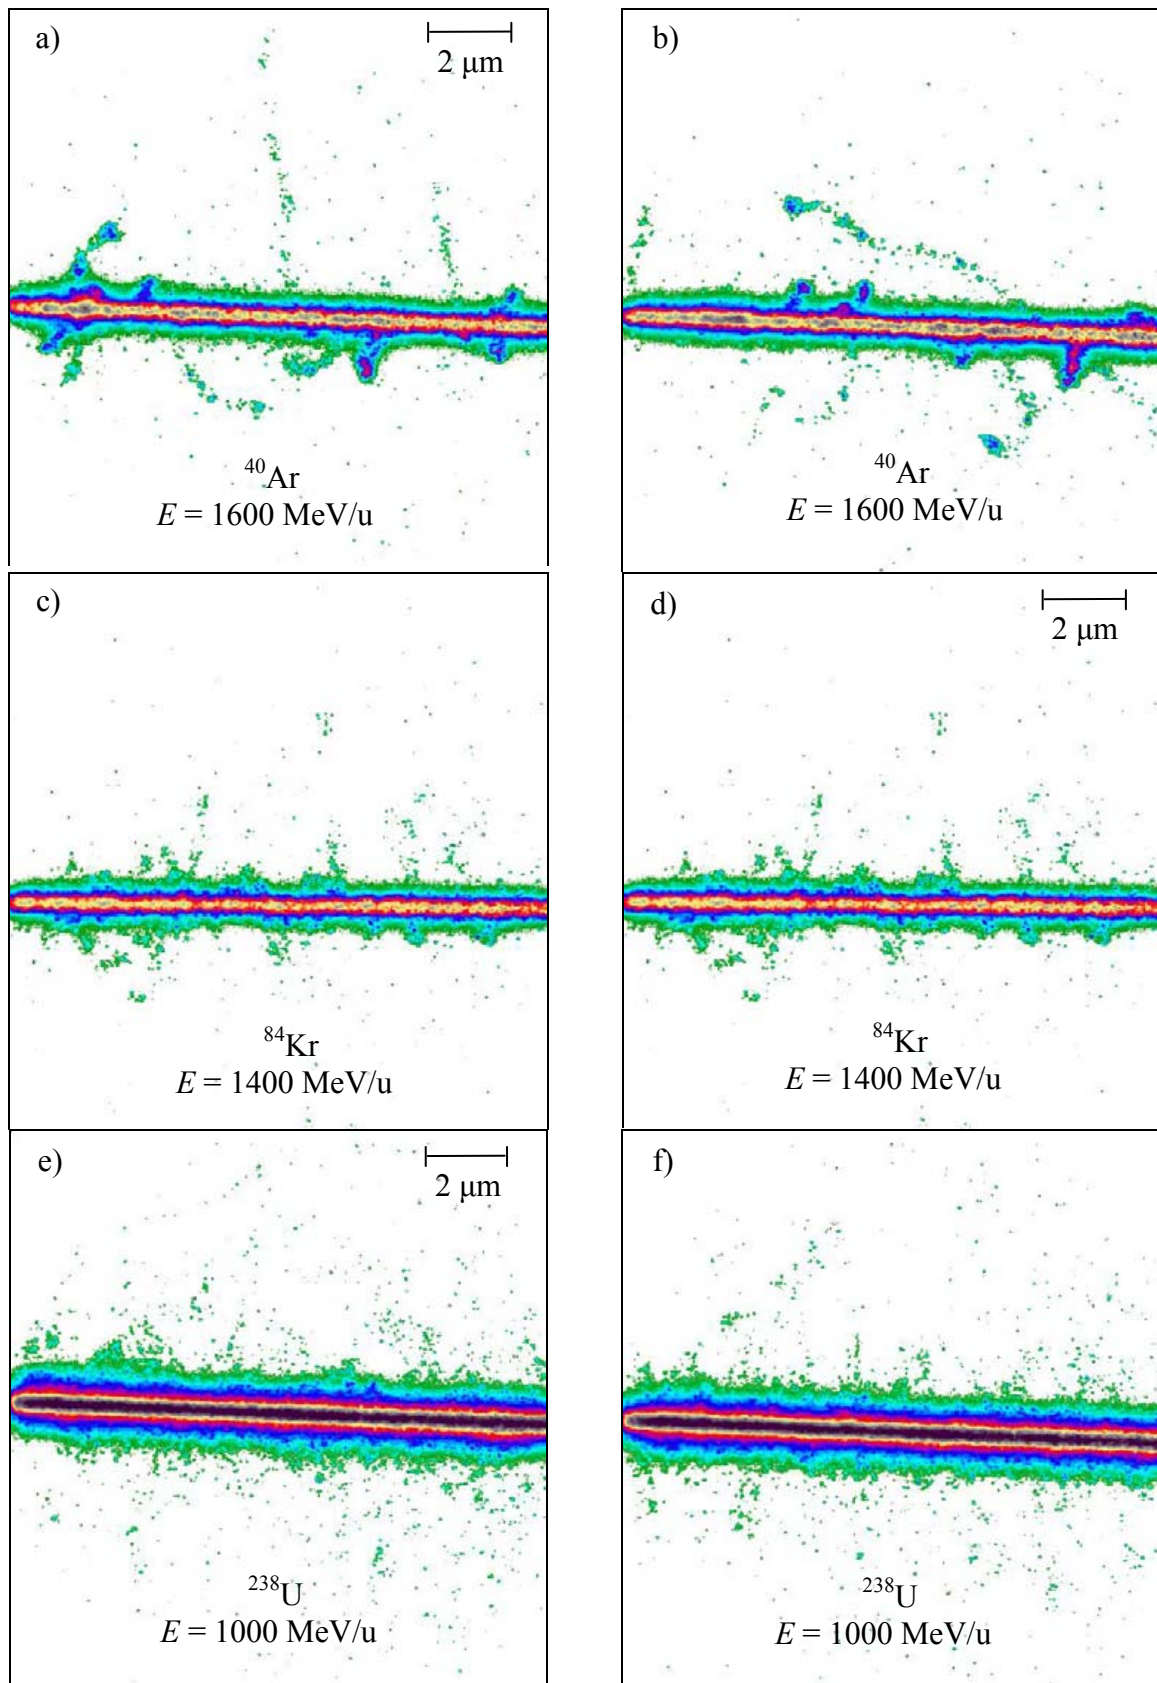 a)
2 μm
b)
⁴⁰Ar
E = 1600 MeV/u
⁴⁰Ar
E = 1600 MeV/u
c)
d)
2 μm
⁸⁴Kr
E = 1400 MeV/u
⁸⁴Kr
E = 1400 MeV/u
e)
2 μm
f)
²³⁸U
E = 1000 MeV/u
²³⁸U
E = 1000 MeV/u